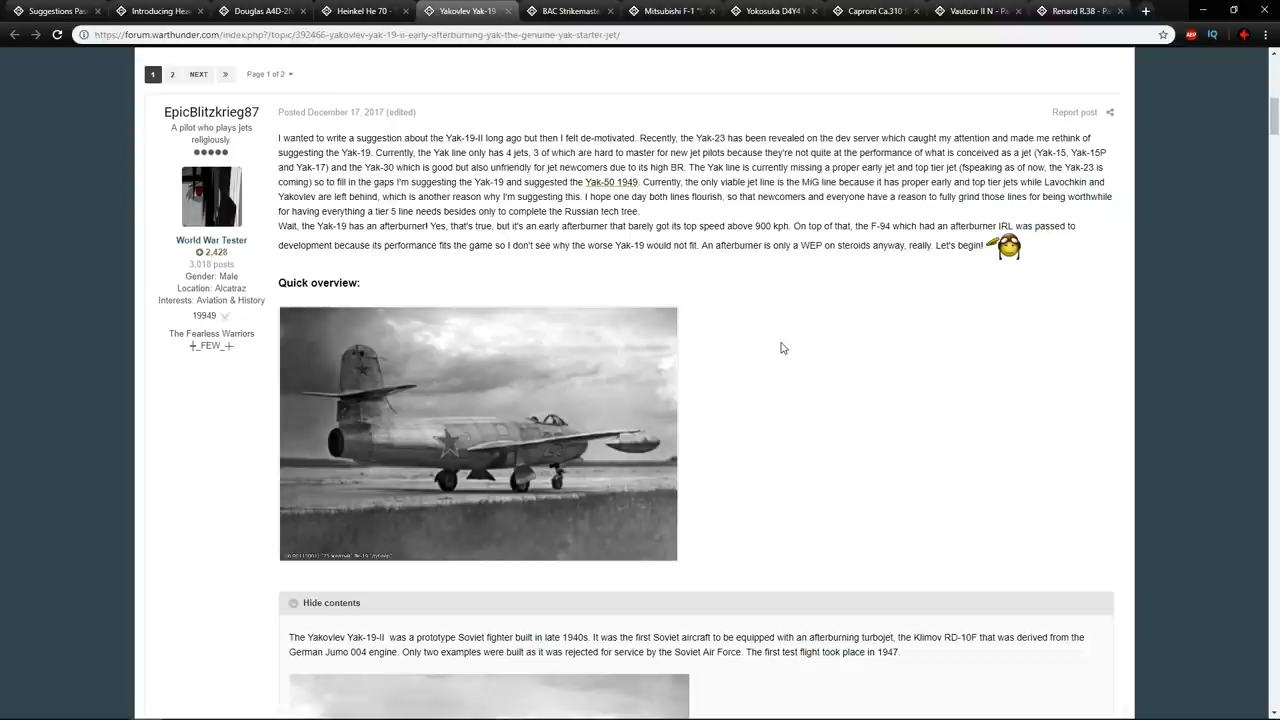 Suggestions Pass
Introducing Hea
Douglas A4D-2N
Heinkel He 70 -
Yakovlev Yak-19
BAC Strikemaste
Mitsubishi F-1 "
Yokosuka D4Y4
Caproni Ca.310
Vautour II N - Pa
Renard R.38 - Pa
https://forum.warthunder.com/index.php?/topic/392466-yakovlev-yak-19-ii-early-afterburning-yak-the-genuine-yak-starter-jet/
ABP
IQ
1 2 NEXT » Page 1 of 2
EpicBlitzkrieg87
A pilot who plays jets
religiously.
World War Tester
2,428
3,018 posts
Gender: Male
Location: Alcatraz
Interests: Aviation & History
19949
The Fearless Warriors
╪_FEW_╪
Posted December 17, 2017 (edited)
Report post
I wanted to write a suggestion about the Yak-19-II long ago but then I felt de-motivated. Recently, the Yak-23 has been revealed on the dev server which caught my attention and made me rethink of
suggesting the Yak-19. Currently, the Yak line only has 4 jets, 3 of which are hard to master for new jet pilots because they're not quite at the performance of what is conceived as a jet (Yak-15, Yak-15P
and Yak-17) and the Yak-30 which is good but also unfriendly for jet newcomers due to its high BR. The Yak line is currently missing a proper early jet and top tier jet (!speaking as of now, the Yak-23 is
coming) so to fill in the gaps I'm suggesting the Yak-19 and suggested the Yak-50 1949. Currently, the only viable jet line is the MiG line because it has proper early and top tier jets while Lavochkin and
Yakovlev are left behind, which is another reason why I'm suggesting this. I hope one day both lines flourish, so that newcomers and everyone have a reason to fully grind those lines for being worthwhile
for having everything a tier 5 line needs besides only to complete the Russian tech tree.
Wait, the Yak-19 has an afterburner! Yes, that's true, but it's an early afterburner that barely got its top speed above 900 kph. On top of that, the F-94 which had an afterburner IRL was passed to
development because its performance fits the game so I don't see why the worse Yak-19 would not fit. An afterburner is only a WEP on steroids anyway, really. Let's begin!
Quick overview:
Hide contents
The Yakovlev Yak-19-II was a prototype Soviet fighter built in late 1940s. It was the first Soviet aircraft to be equipped with an afterburning turbojet, the Klimov RD-10F that was derived from the
German Jumo 004 engine. Only two examples were built as it was rejected for service by the Soviet Air Force. The first test flight took place in 1947.